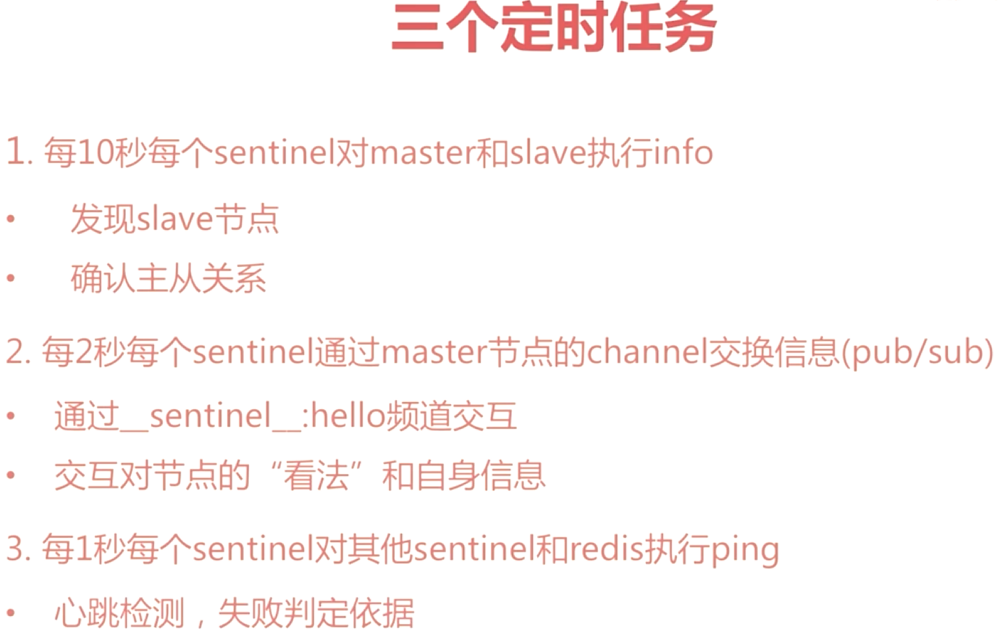 三个定时任务
1. 每10秒每个sentinel对master和slave执行info
• 发现slave节点
• 确认主从关系
2. 每2秒每个sentinel通过master节点的channel交换信息(pub/sub)
• 通过__sentinel__:hello频道交互
• 交互对节点的“看法”和自身信息
3. 每1秒每个sentinel对其他sentinel和redis执行ping
• 心跳检测，失败判定依据